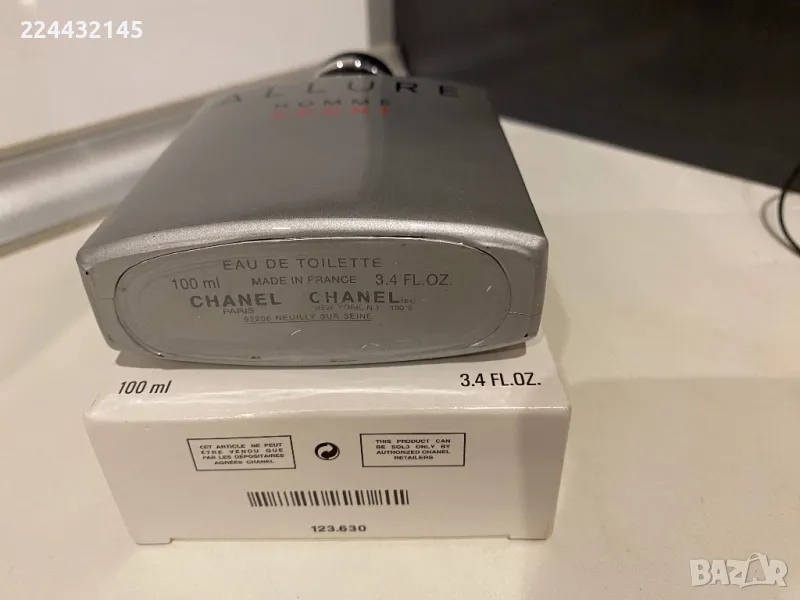 224432145
ALLURE
HOMME
SPORT
EAU DE TOILETTE
100 ml MADE IN FRANCE 3.4 FL.OZ.
CHANEL CHANEL
PARIS NEW YORK, N.Y.
92206 NEUILLY SUR SEINE
100 ml 3.4 FL.OZ.
CET ARTICLE NE PEUT
ÊTRE VENDU QUE
PAR LES DÉPOSITAIRES
AGRÉÉS CHANEL
THIS PRODUCT CAN
BE SOLD ONLY BY
AUTHORIZED CHANEL
RETAILERS
123.630
BAZAR